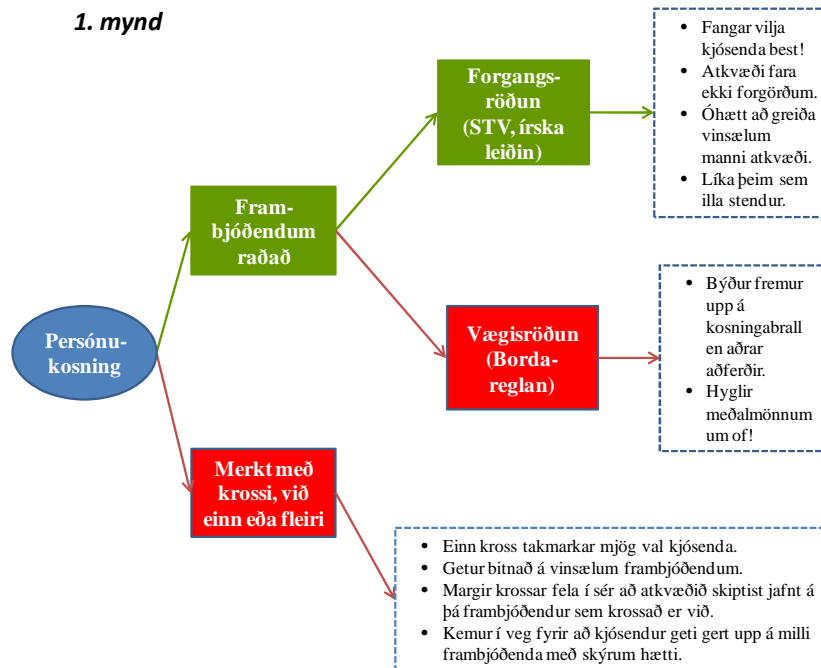 1. mynd
Forgangs-
röðun
(STV, írska
leiðin)
• Fangar vilja
kjósenda best!
• Atkvæði fara
ekki forgörðum.
• Óhætt að greiða
vinsælum
manni atkvæði.
• Líka þeim sem
illa stendur.
Fram-
bjóðendum
raðað
Persónu-
kosning
Vægisröðun
(Borda-
reglan)
• Býður fremur
upp á
kosningabrall
en aðrar
aðferðir.
• Hyglir
meðalmönnum
um of!
Merkt með
krossi, við
einn eða fleiri
• Einn kross takmarkar mjög val kjósenda.
• Getur bitnað á vinsælum frambjóðendum.
• Margir krossar fela í sér að atkvæðið skiptist jafnt á
þá frambjóðendur sem krossað er við.
• Kemur í veg fyrir að kjósendur geti gert upp á milli
frambjóðenda með skýrum hætti.